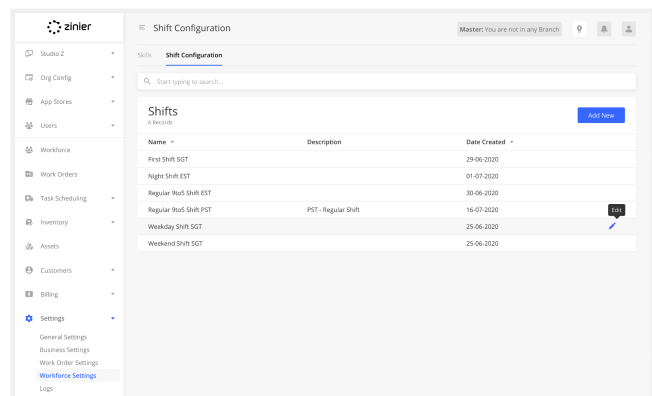 zinier
Shift Configuration
Master: You are not in any Branch
Studio Z
Org Config
App Stores
Users
Workforce
Work Orders
Task Scheduling
Inventory
Assets
Customers
Billing
Settings
General Settings
Business Settings
Work Order Settings
Workforce Settings
Logs
Skills Shift Configuration
Start typing to search...
Shifts
6 Records
Add New
Name Description Date Created
First Shift SGT 29-06-2020
Night Shift EST 01-07-2020
Regular 9to5 Shift EST 30-06-2020
Regular 9to5 Shift PST PST - Regular Shift 16-07-2020
Edit
Weekday Shift SGT 25-06-2020
Weekend Shift SGT 25-06-2020